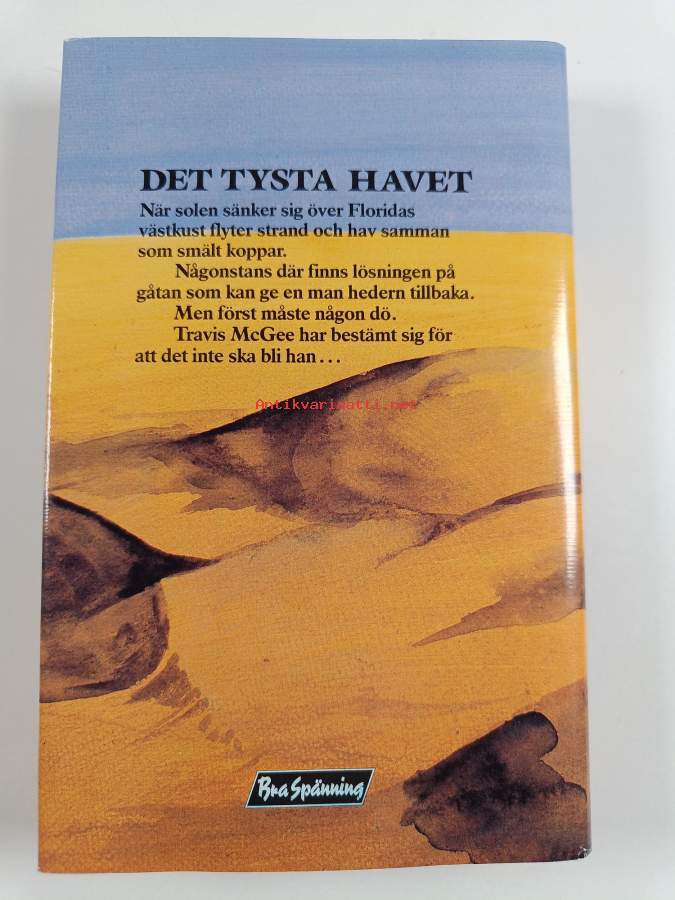 DET TYSTA HAVET
När solen sänker sig över Floridas
västkust flyter strand och hav samman
som smält koppar.
Någonstans där finns lösningen på
gåtan som kan ge en man hedern tillbaka.
Men först måste någon dö.
Travis McGee har bestämt sig för
att det inte ska bli han...
Antikvariaatti.net
Bra Spänning